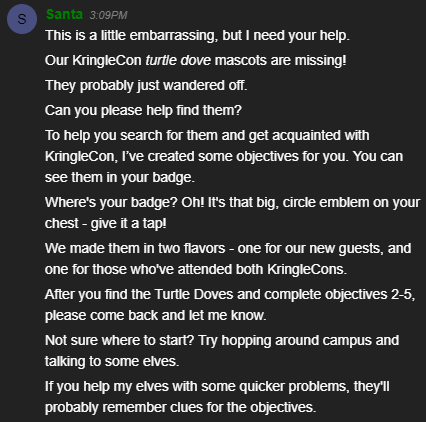 S
Santa 3:09PM
This is a little embarrassing, but I need your help.
Our KringleCon turtle dove mascots are missing!
They probably just wandered off.
Can you please help find them?
To help you search for them and get acquainted with
KringleCon, I’ve created some objectives for you. You can
see them in your badge.
Where's your badge? Oh! It's that big, circle emblem on your
chest - give it a tap!
We made them in two flavors - one for our new guests, and
one for those who've attended both KringleCons.
After you find the Turtle Doves and complete objectives 2-5,
please come back and let me know.
Not sure where to start? Try hopping around campus and
talking to some elves.
If you help my elves with some quicker problems, they'll
probably remember clues for the objectives.